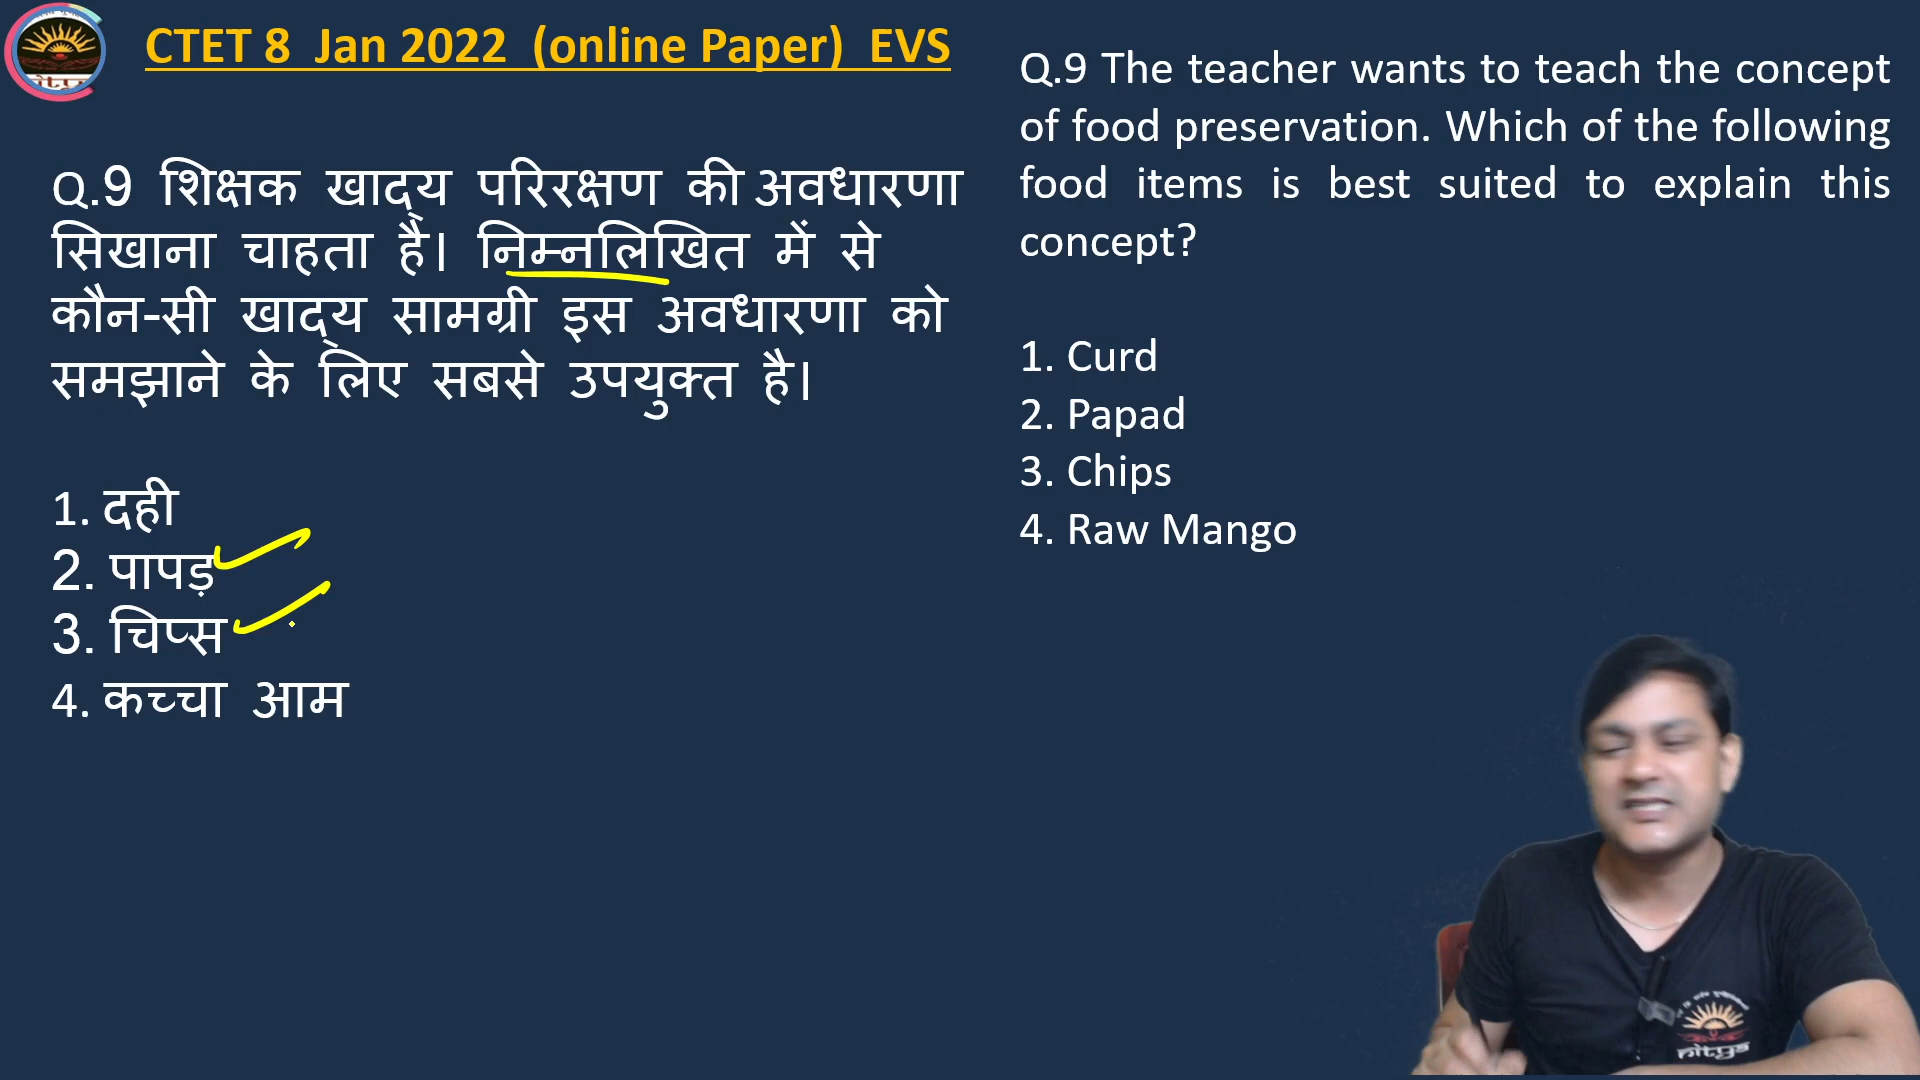 CTET 8 Jan 2022 (online Paper) EVS
Q.9 शिक्षक खाद्य परिरक्षण की अवधारणा
सिखाना चाहता है। निम्नलिखित में से
कौन-सी खाद्य सामग्री इस अवधारणा को
समझाने के लिए सबसे उपयुक्त है।
1. दही
2. पापड़
3. चिप्स
4. कच्चा आम
Q.9 The teacher wants to teach the concept
of food preservation. Which of the following
food items is best suited to explain this
concept?
1. Curd
2. Papad
3. Chips
4. Raw Mango
nitya